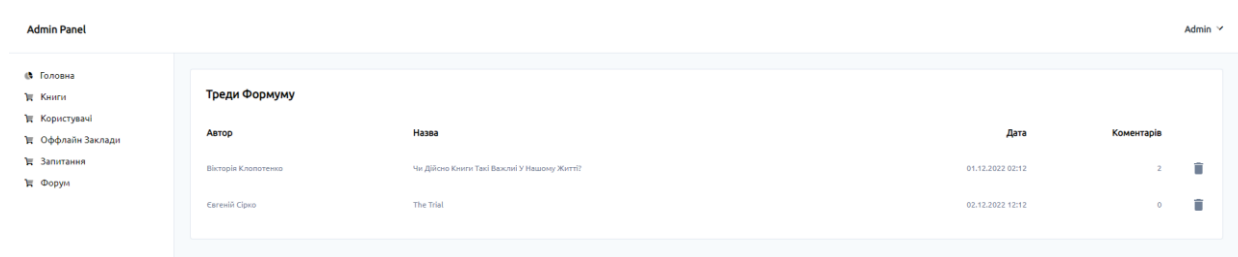 Admin Panel
Admin
Головна
Книги
Користувачі
Оффлайн Заклади
Запитання
Форум
Треди Формуму
Автор Назва Дата Коментарів
Вікторія Клопотенко Чи Дійсно Книги Такі Важлиі У Нашому Житті? 01.12.2022 02:12 2
Євгеній Сірко The Trial 02.12.2022 12:12 0